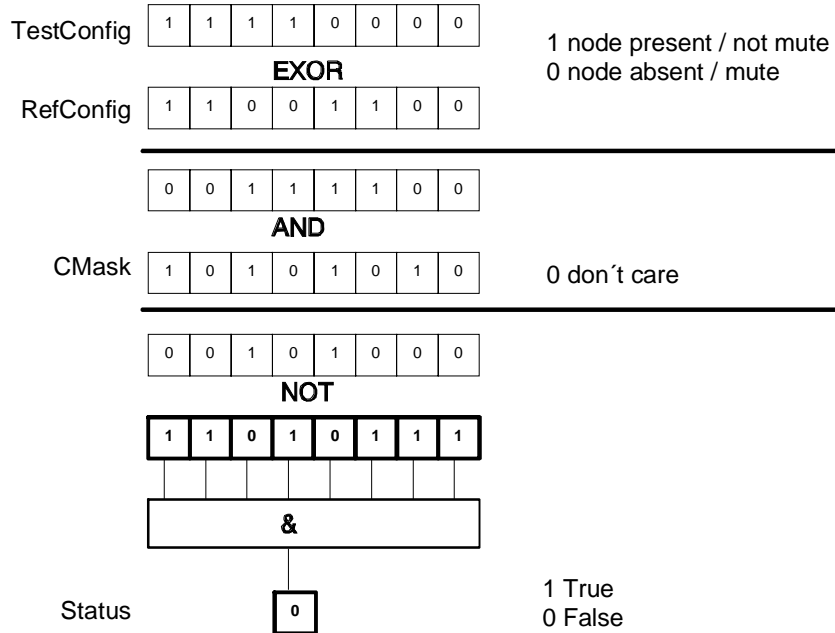 TestConfig 1 1 1 1 0 0 0 0
1 node present / not mute
EXOR
0 node absent / mute
RefConfig 1 1 0 0 1 1 0 0
0 0 1 1 1 1 0 0
AND
CMask 1 0 1 0 1 0 1 0 0 don´t care
0 0 1 0 1 0 0 0
NOT
1 1 0 1 0 1 1 1
&
1 True
Status 0
0 False